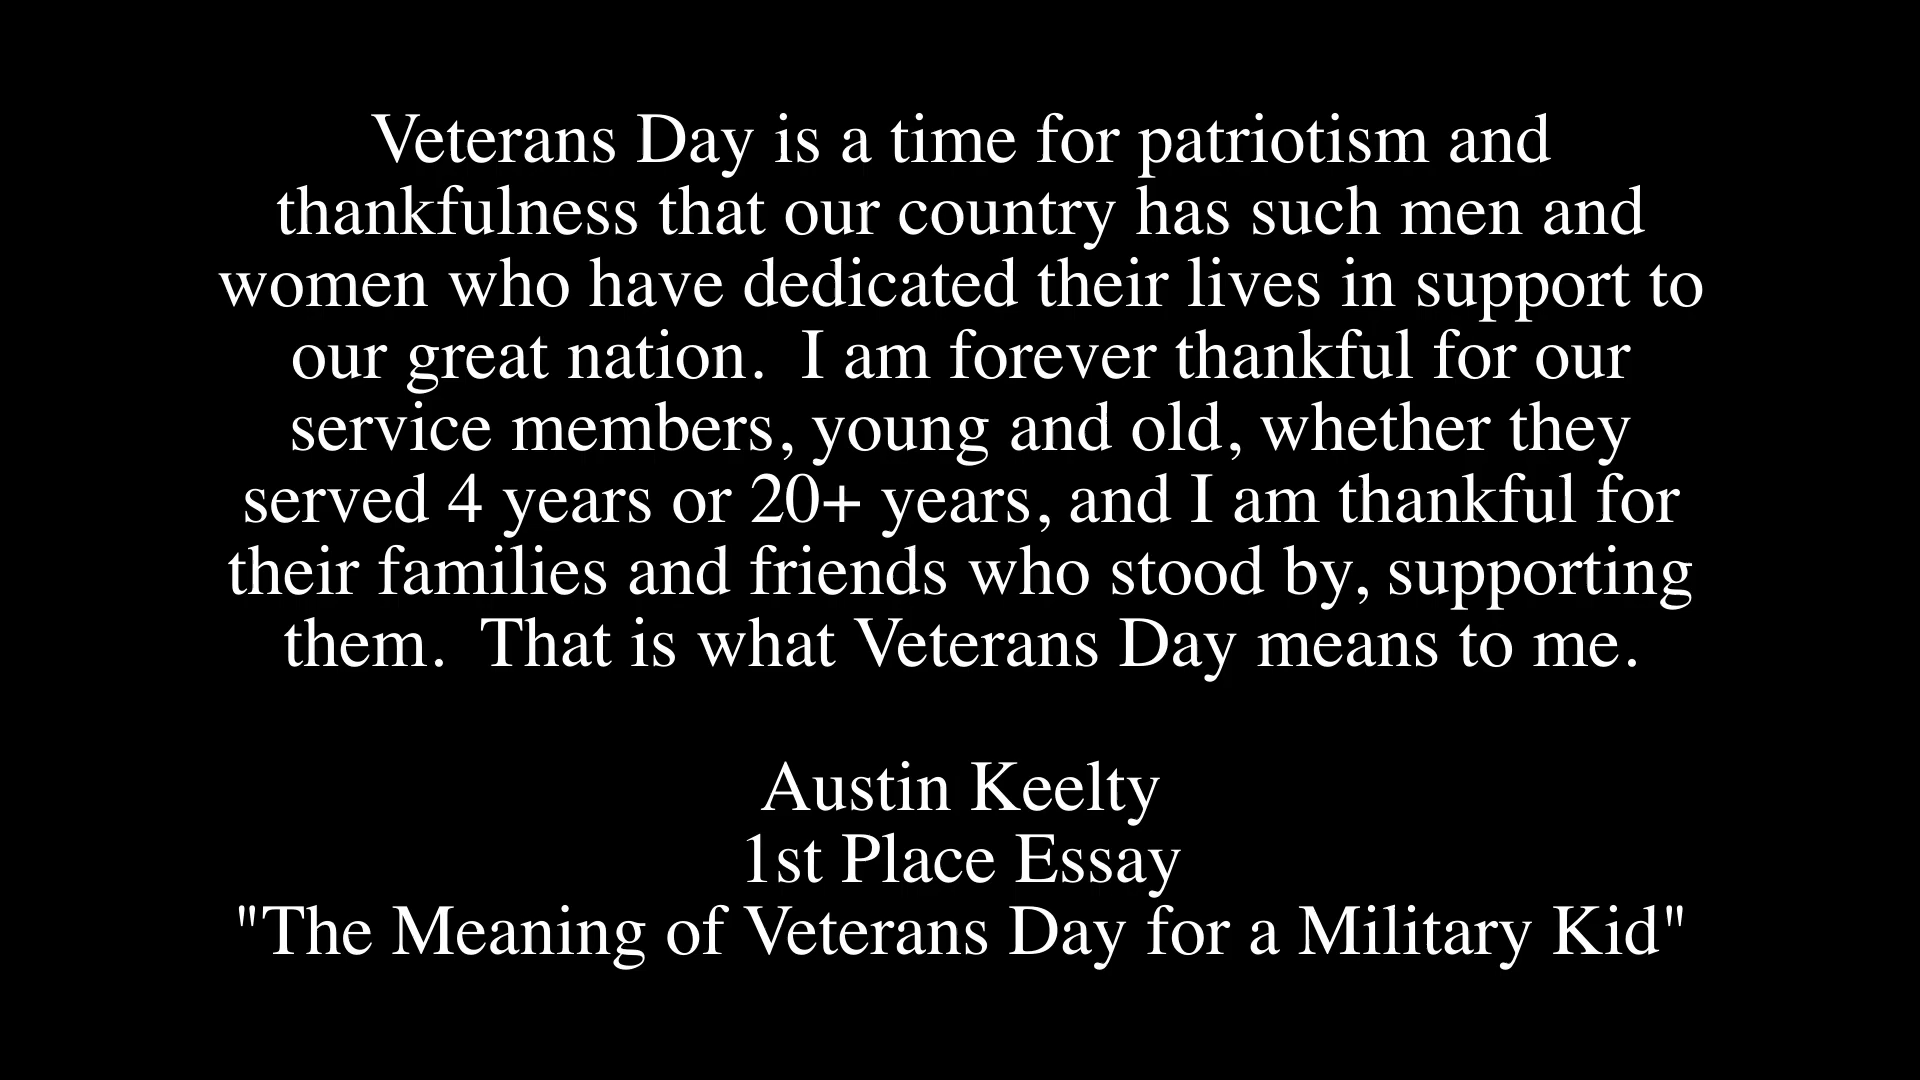 Veterans Day is a time for patriotism and
thankfulness that our country has such men and
women who have dedicated their lives in support to
our great nation.  I am forever thankful for our
service members, young and old, whether they
served 4 years or 20+ years, and I am thankful for
their families and friends who stood by, supporting
them.  That is what Veterans Day means to me.
Austin Keelty
1st Place Essay
"The Meaning of Veterans Day for a Military Kid"